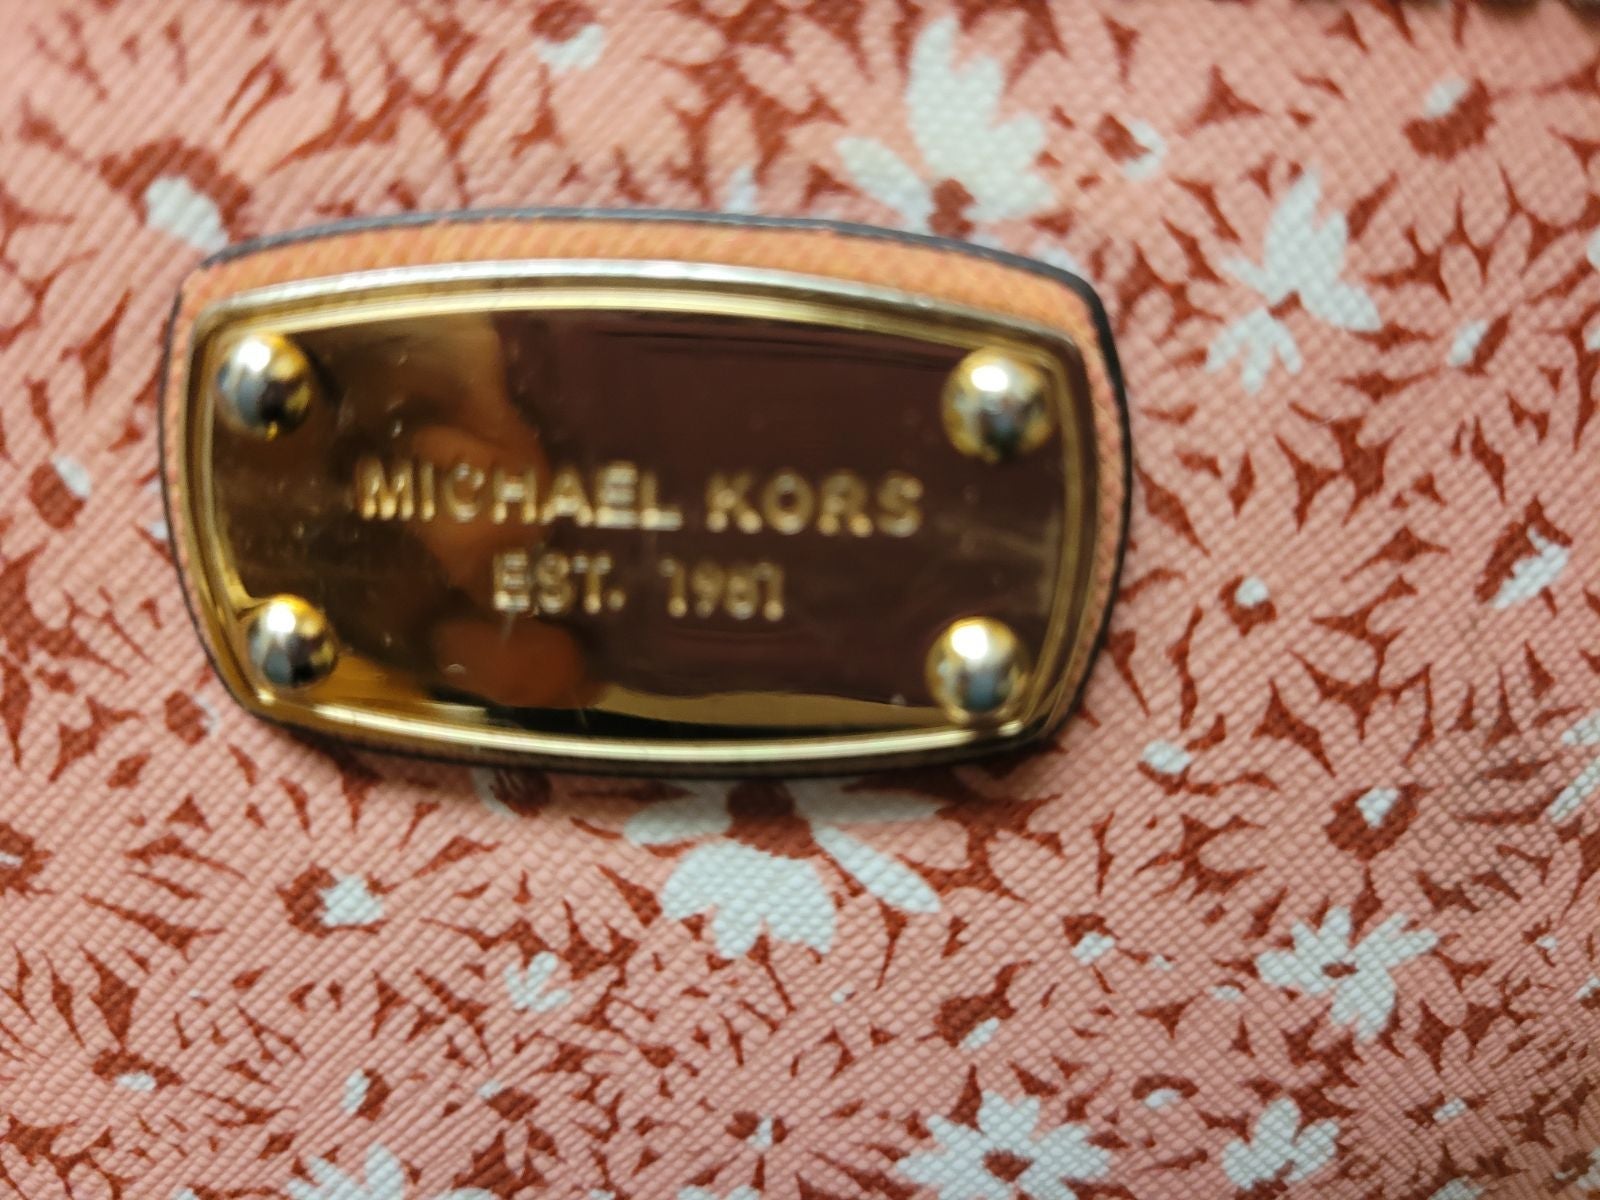 MICHAEL KORS
EST. 1981